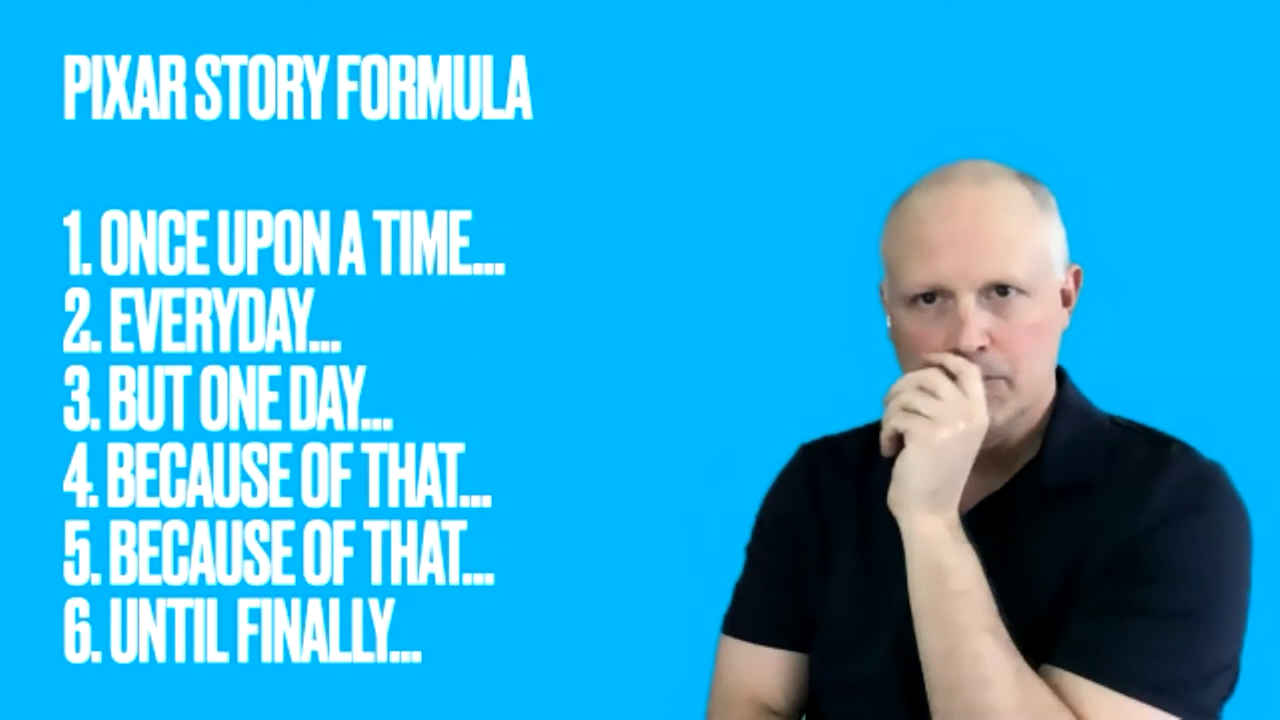 PIXAR STORY FORMULA
1. ONCE UPON A TIME...
2. EVERYDAY...
3. BUT ONE DAY...
4. BECAUSE OF THAT...
5. BECAUSE OF THAT...
6. UNTIL FINALLY...